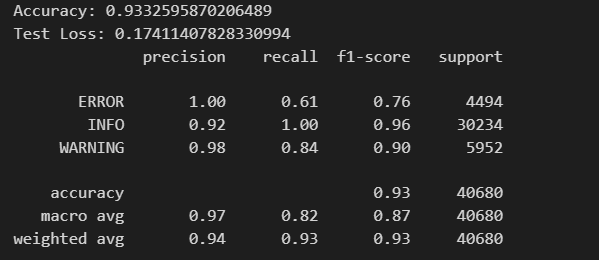 Accuracy: 0.9332595870206489
Test Loss: 0.17411407828330994
precision recall f1-score support
ERROR 1.00 0.61 0.76 4494
INFO 0.92 1.00 0.96 30234
WARNING 0.98 0.84 0.90 5952
accuracy 0.93 40680
macro avg 0.97 0.82 0.87 40680
weighted avg 0.94 0.93 0.93 40680